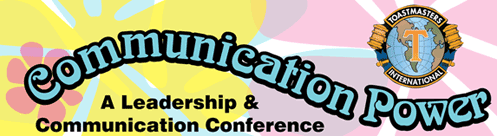 Communication Power
A Leadership &
Communication Conference
TOASTMASTERS
T
INTERNATIONAL